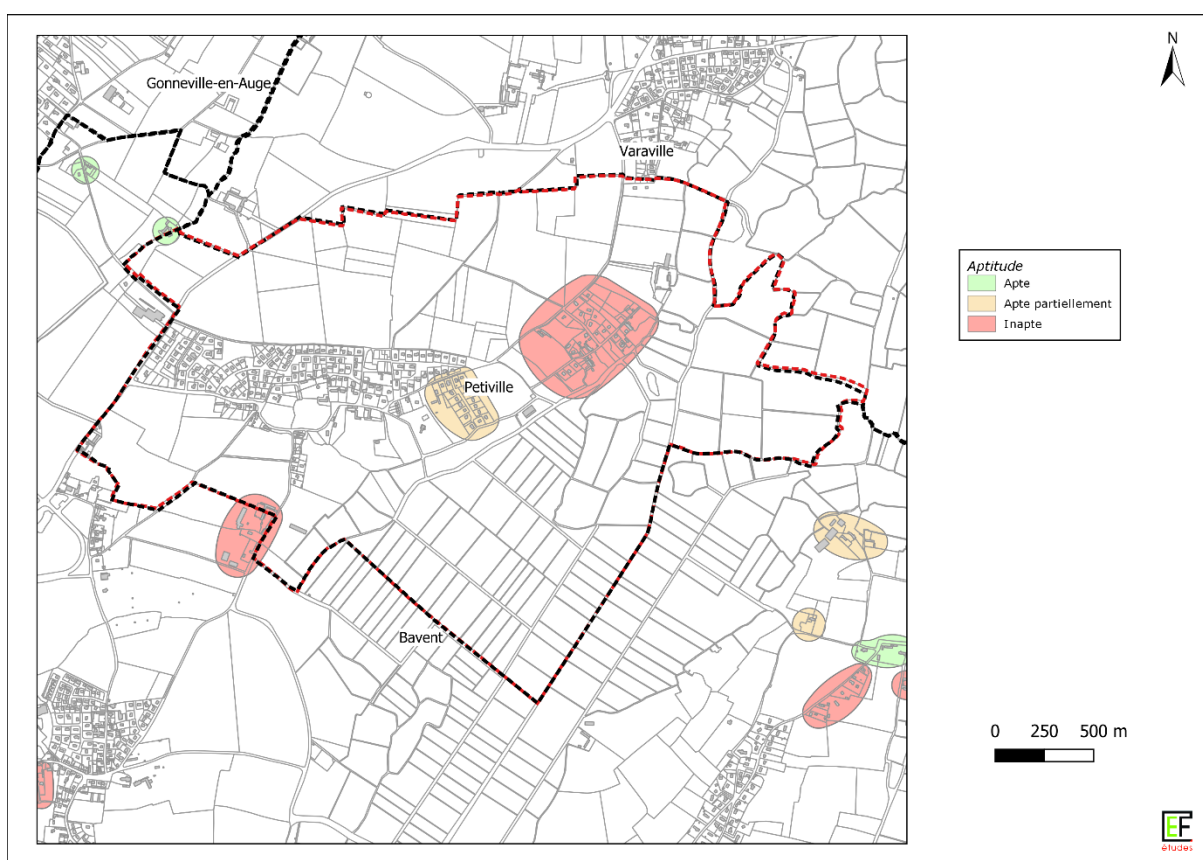 N
Gonneville-en-Auge
Varaville
Aptitude
Apte
Apte partiellement
Inapte
Petiville
Bavent
0 250 500 m
EF
études